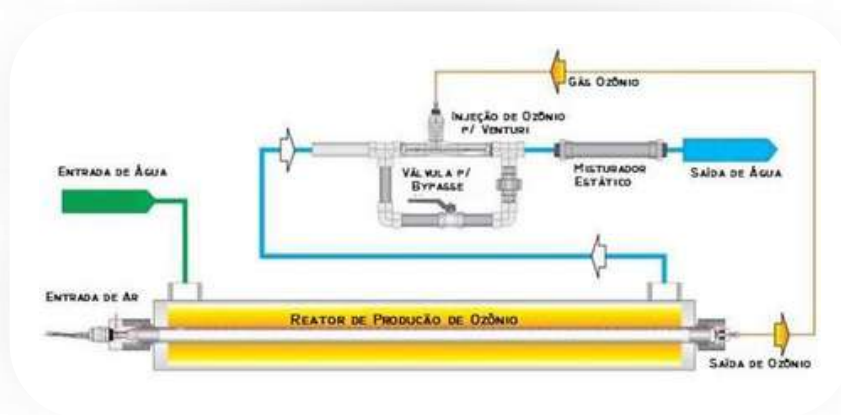 GÁS OZÔNIO
INJEÇÃO DE OZÔNIO
P/ VENTURI
ENTRADA DE ÁGUA
VÁLVULA P/
BYPASSE
MISTURADOR
ESTÁTICO
SAÍDA DE ÁGUA
ENTRADA DE AR
REATOR DE PRODUCÃO DE OZÔNIO
SAÍDA DE OZÔNIO